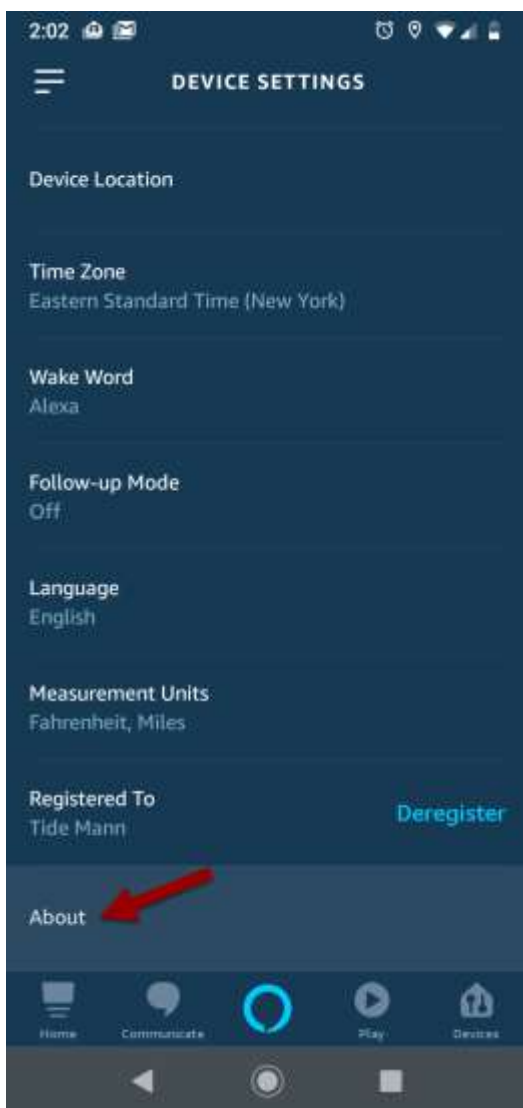 2:02
DEVICE SETTINGS
Device Location
Time Zone
Eastern Standard Time (New York)
Wake Word
Alexa
Follow-up Mode
Off
Language
English
Measurement Units
Fahrenheit, Miles
Registered To
Tide Mann
Deregister
About
Home Communicate Play Devices